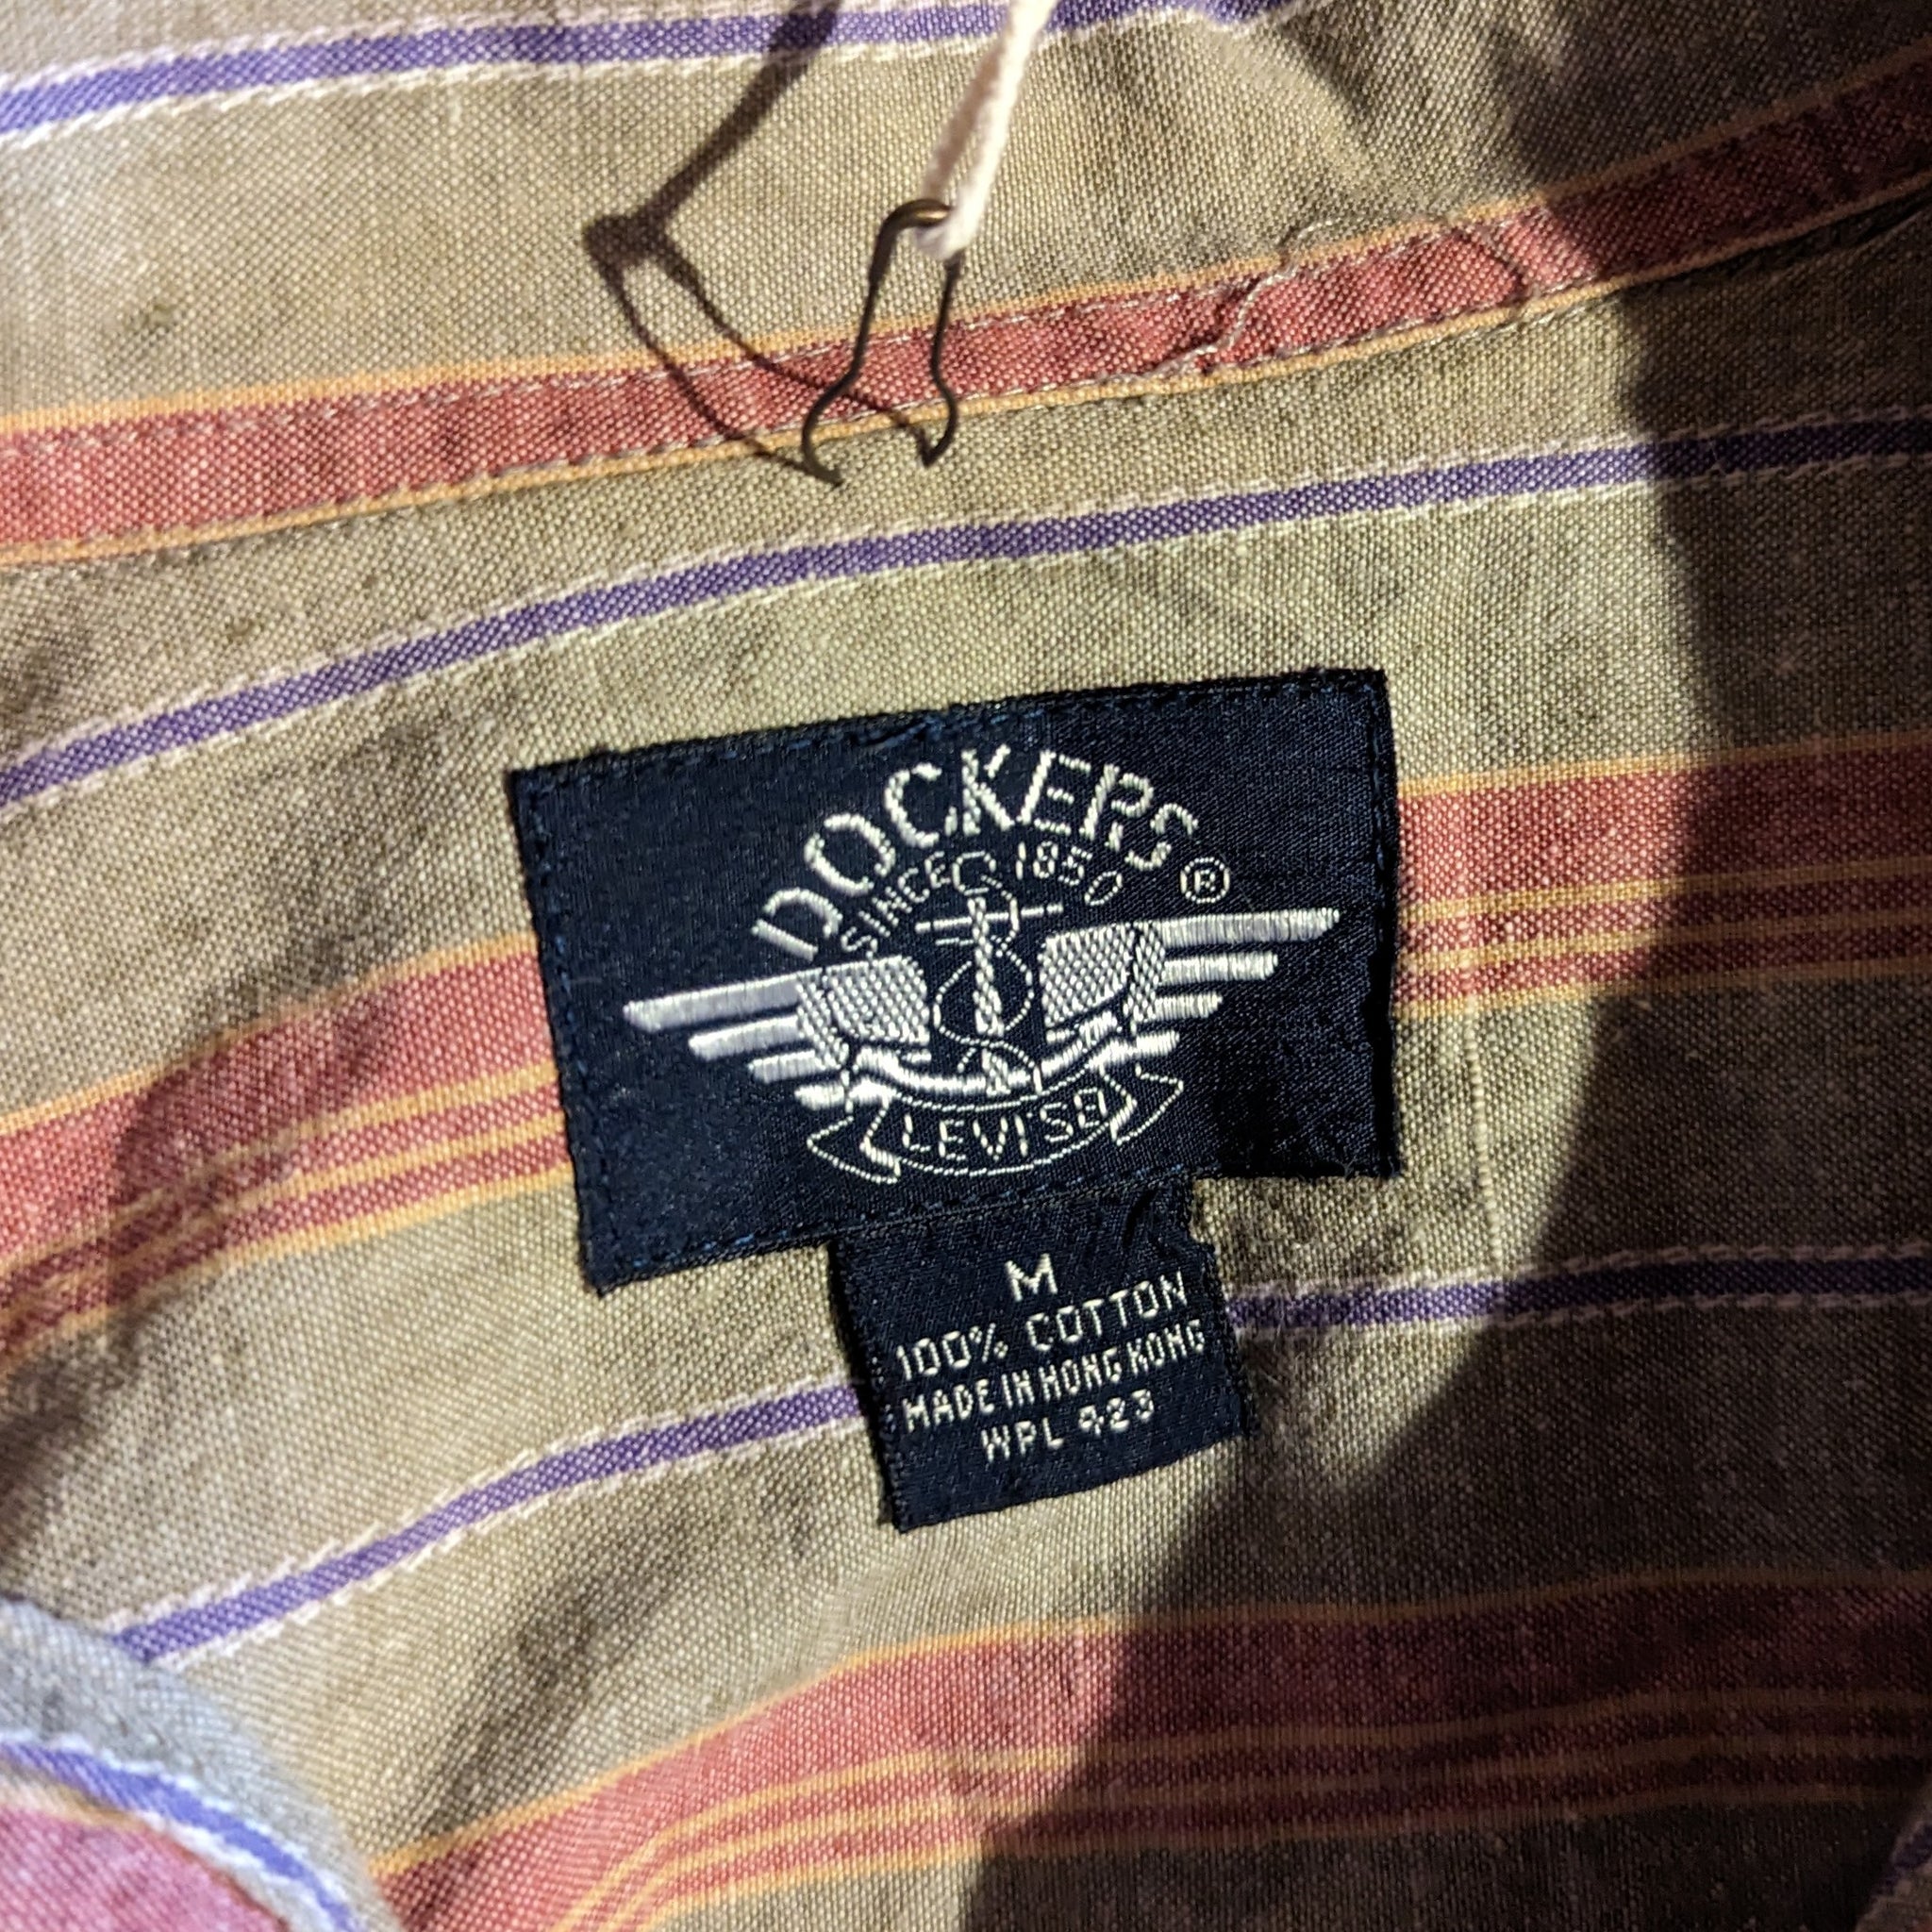 DOCKERS®
SINCE 1850
LEVI'S®
M
100% COTTON
MADE IN HONG KONG
WPL 423